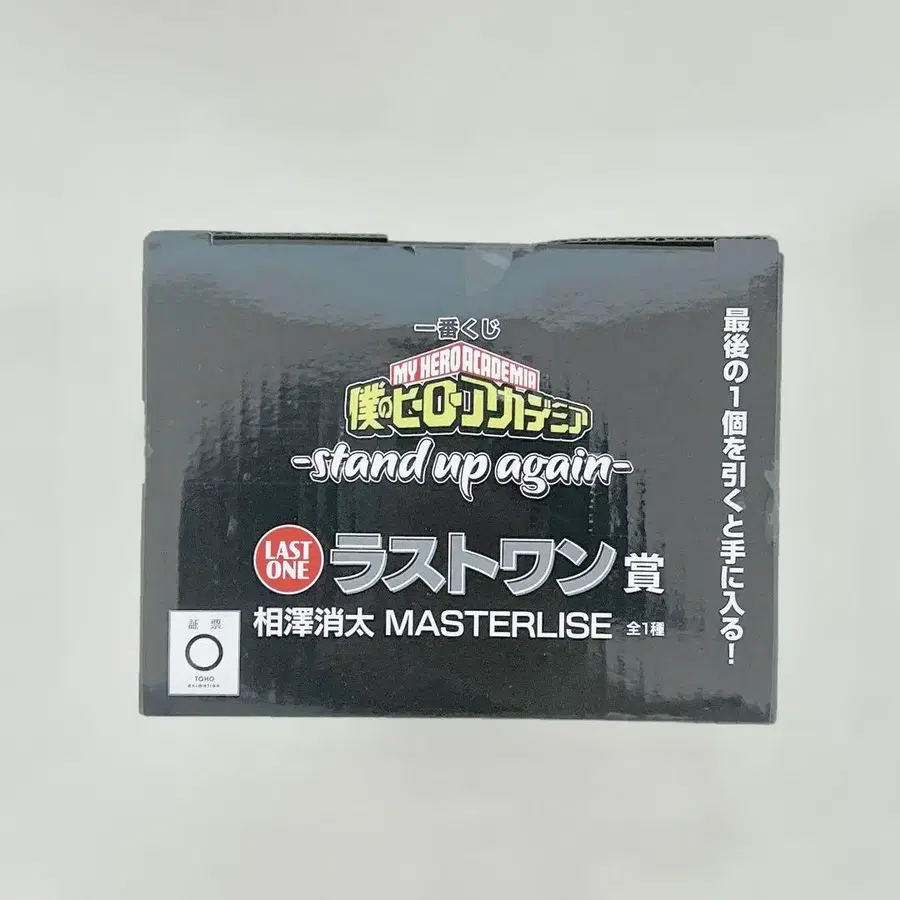 一番くじ
MY HERO ACADEMIA
僕のヒーローアカデミア
-stand up again-
LAST
ONE
ラストワン賞
相澤消太 MASTERLISE 全1種
最後の1個を引くと手に入る!
証票
TOHO
animation